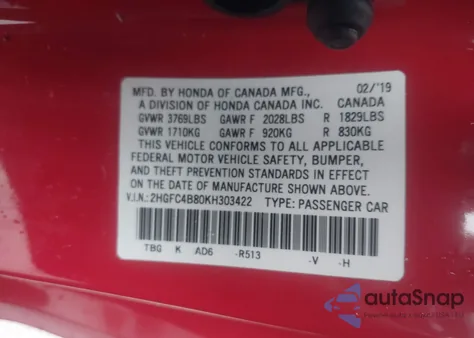 MFD. BY HONDA OF CANADA MFG., 02/'19
A DIVISION OF HONDA CANADA INC. CANADA
GVWR 3769LBS GAWR F 2028LBS R 1829LBS
GVWR 1710KG GAWR F 920KG R 830KG
THIS VEHICLE CONFORMS TO ALL APPLICABLE
FEDERAL MOTOR VEHICLE SAFETY, BUMPER,
AND THEFT PREVENTION STANDARDS IN EFFECT
ON THE DATE OF MANUFACTURE SHOWN ABOVE.
V.I.N.: 2HGFC4B80KH303422 TYPE: PASSENGER CAR
TBG K AD6 -R513 -V -H
autoSnap